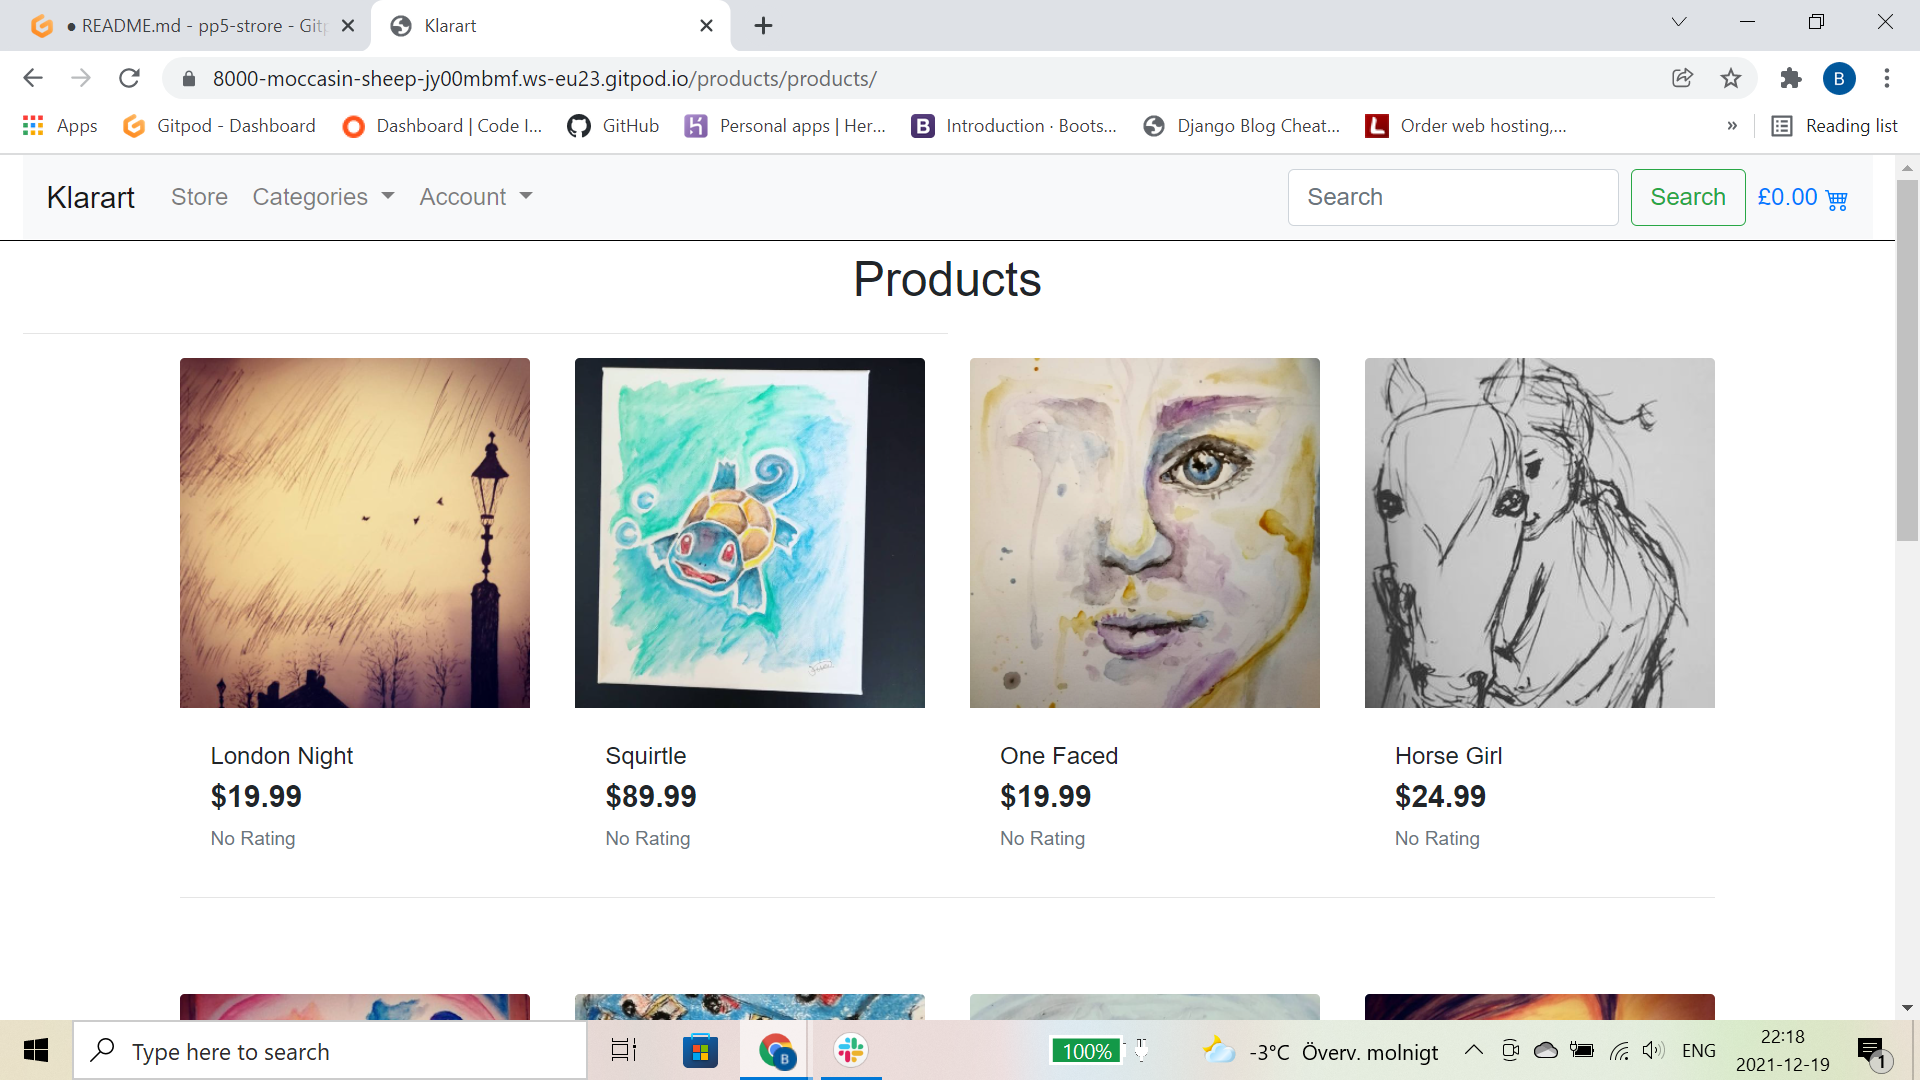 ● README.md - pp5-strore - Git
Klarart
8000-moccasin-sheep-jy00mbmf.ws-eu23.gitpod.io/products/products/
B
Apps
Gitpod - Dashboard
Dashboard | Code I...
GitHub
Personal apps | Her...
Introduction · Boots...
Django Blog Cheat...
Order web hosting,...
»
Reading list
Klarart
Store
Categories
Account
Search
Search
£0.00
Products
London Night
$19.99
No Rating
Squirtle
$89.99
No Rating
One Faced
$19.99
No Rating
Horse Girl
$24.99
No Rating
Type here to search
B
100%
-3°C Överv. molnigt
ENG
22:18
2021-12-19
1